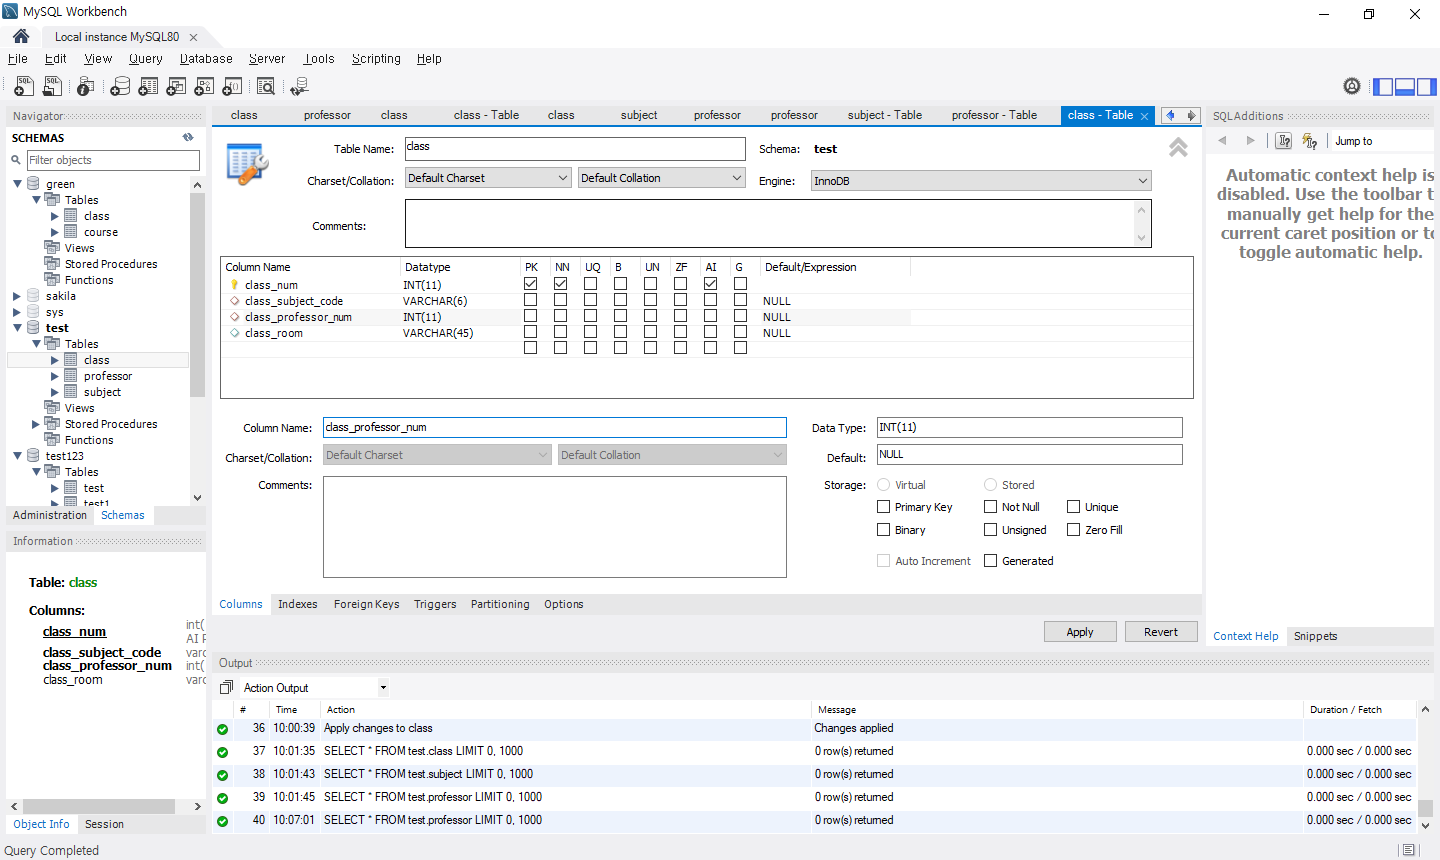 MySQL Workbench
Local instance MySQL80
File Edit View Query Database Server Tools Scripting Help
Navigator
SCHEMAS
Filter objects
green
Tables
class
course
Views
Stored Procedures
Functions
sakila
sys
test
Tables
class
professor
subject
Views
Stored Procedures
Functions
test123
Tables
test
test1
Administration Schemas
Information
Table: class
Columns:
class_num int(
AI P
class_subject_code varc
class_professor_num int(
class_room varc
Object Info Session
Query Completed
class professor class class - Table class subject professor professor subject - Table professor - Table class - Table
Table Name: class Schema: test
Charset/Collation: Default Charset Default Collation Engine: InnoDB
Comments:
Column Name Datatype PK NN UQ B UN ZF AI G Default/Expression
class_num INT(11)
class_subject_code VARCHAR(6) NULL
class_professor_num INT(11) NULL
class_room VARCHAR(45) NULL
Column Name: class_professor_num Data Type: INT(11)
Charset/Collation: Default Charset Default Collation Default: NULL
Comments: Storage: Virtual Stored
Primary Key Not Null Unique
Binary Unsigned Zero Fill
Auto Increment Generated
Columns Indexes Foreign Keys Triggers Partitioning Options
Apply Revert
SQLAdditions
Jump to
Automatic context help is
disabled. Use the toolbar t
manually get help for the
current caret position or to
toggle automatic help.
Context Help Snippets
Output
Action Output
# Time Action Message Duration / Fetch
36 10:00:39 Apply changes to class Changes applied
37 10:01:35 SELECT * FROM test.class LIMIT 0, 1000 0 row(s) returned 0.000 sec / 0.000 sec
38 10:01:43 SELECT * FROM test.subject LIMIT 0, 1000 0 row(s) returned 0.000 sec / 0.000 sec
39 10:01:45 SELECT * FROM test.professor LIMIT 0, 1000 0 row(s) returned 0.000 sec / 0.000 sec
40 10:07:01 SELECT * FROM test.professor LIMIT 0, 1000 0 row(s) returned 0.000 sec / 0.000 sec